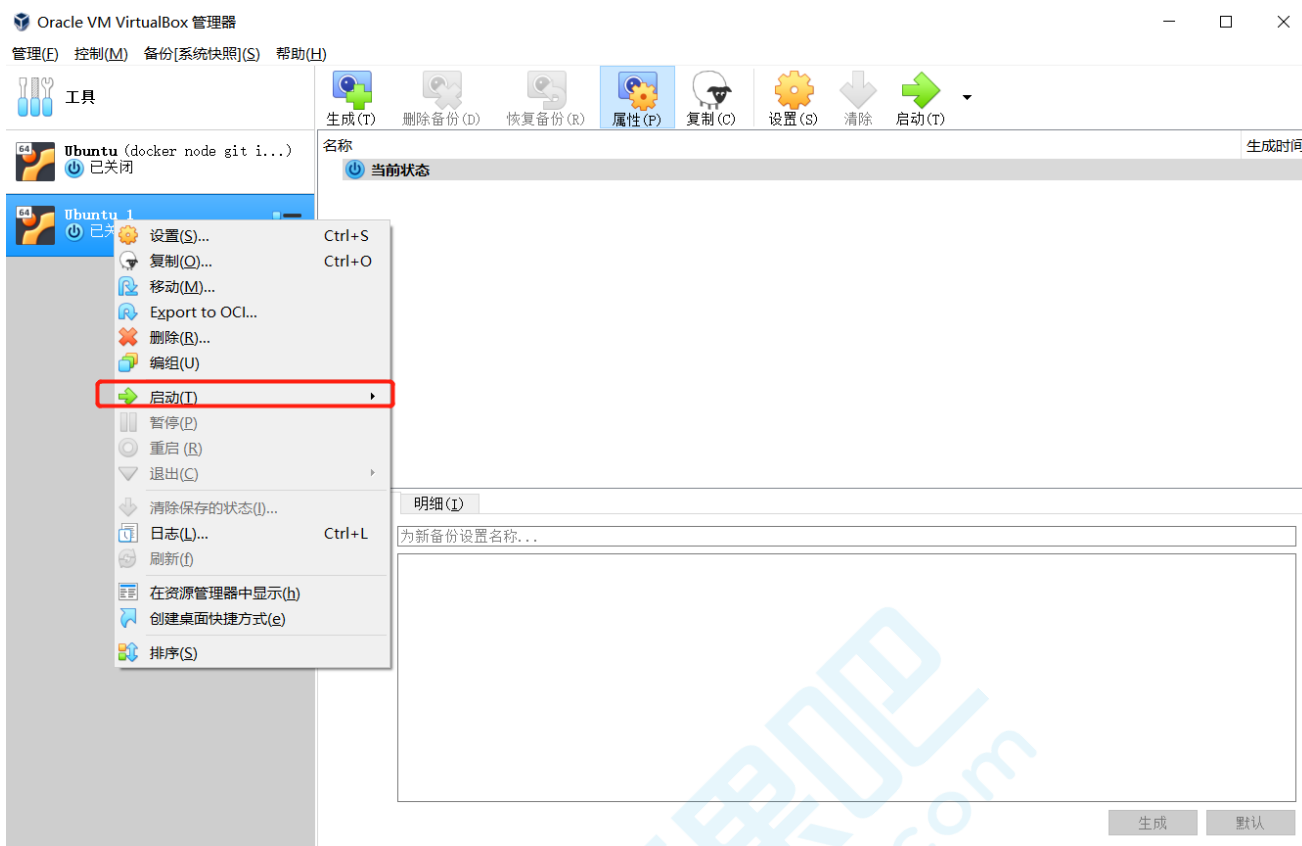 Oracle VM VirtualBox 管理器
管理(F) 控制(M) 备份[系统快照](S) 帮助(H)
工具
生成(T) 删除备份(D) 恢复备份(R) 属性(P) 复制(C) 设置(S) 清除 启动(T)
名称 生成时间
Ubuntu (docker node git i...)
已关闭
当前状态
Ubuntu 1
已关
设置(S)... Ctrl+S
复制(O)... Ctrl+O
移动(M)...
Export to OCI...
删除(R)...
编组(U)
启动(T)
暂停(P)
重启 (R)
退出(C)
清除保存的状态(I)...
日志(L)... Ctrl+L
刷新(f)
在资源管理器中显示(h)
创建桌面快捷方式(e)
排序(S)
明细(I)
为新备份设置名称...
生成 默认
果吧
com